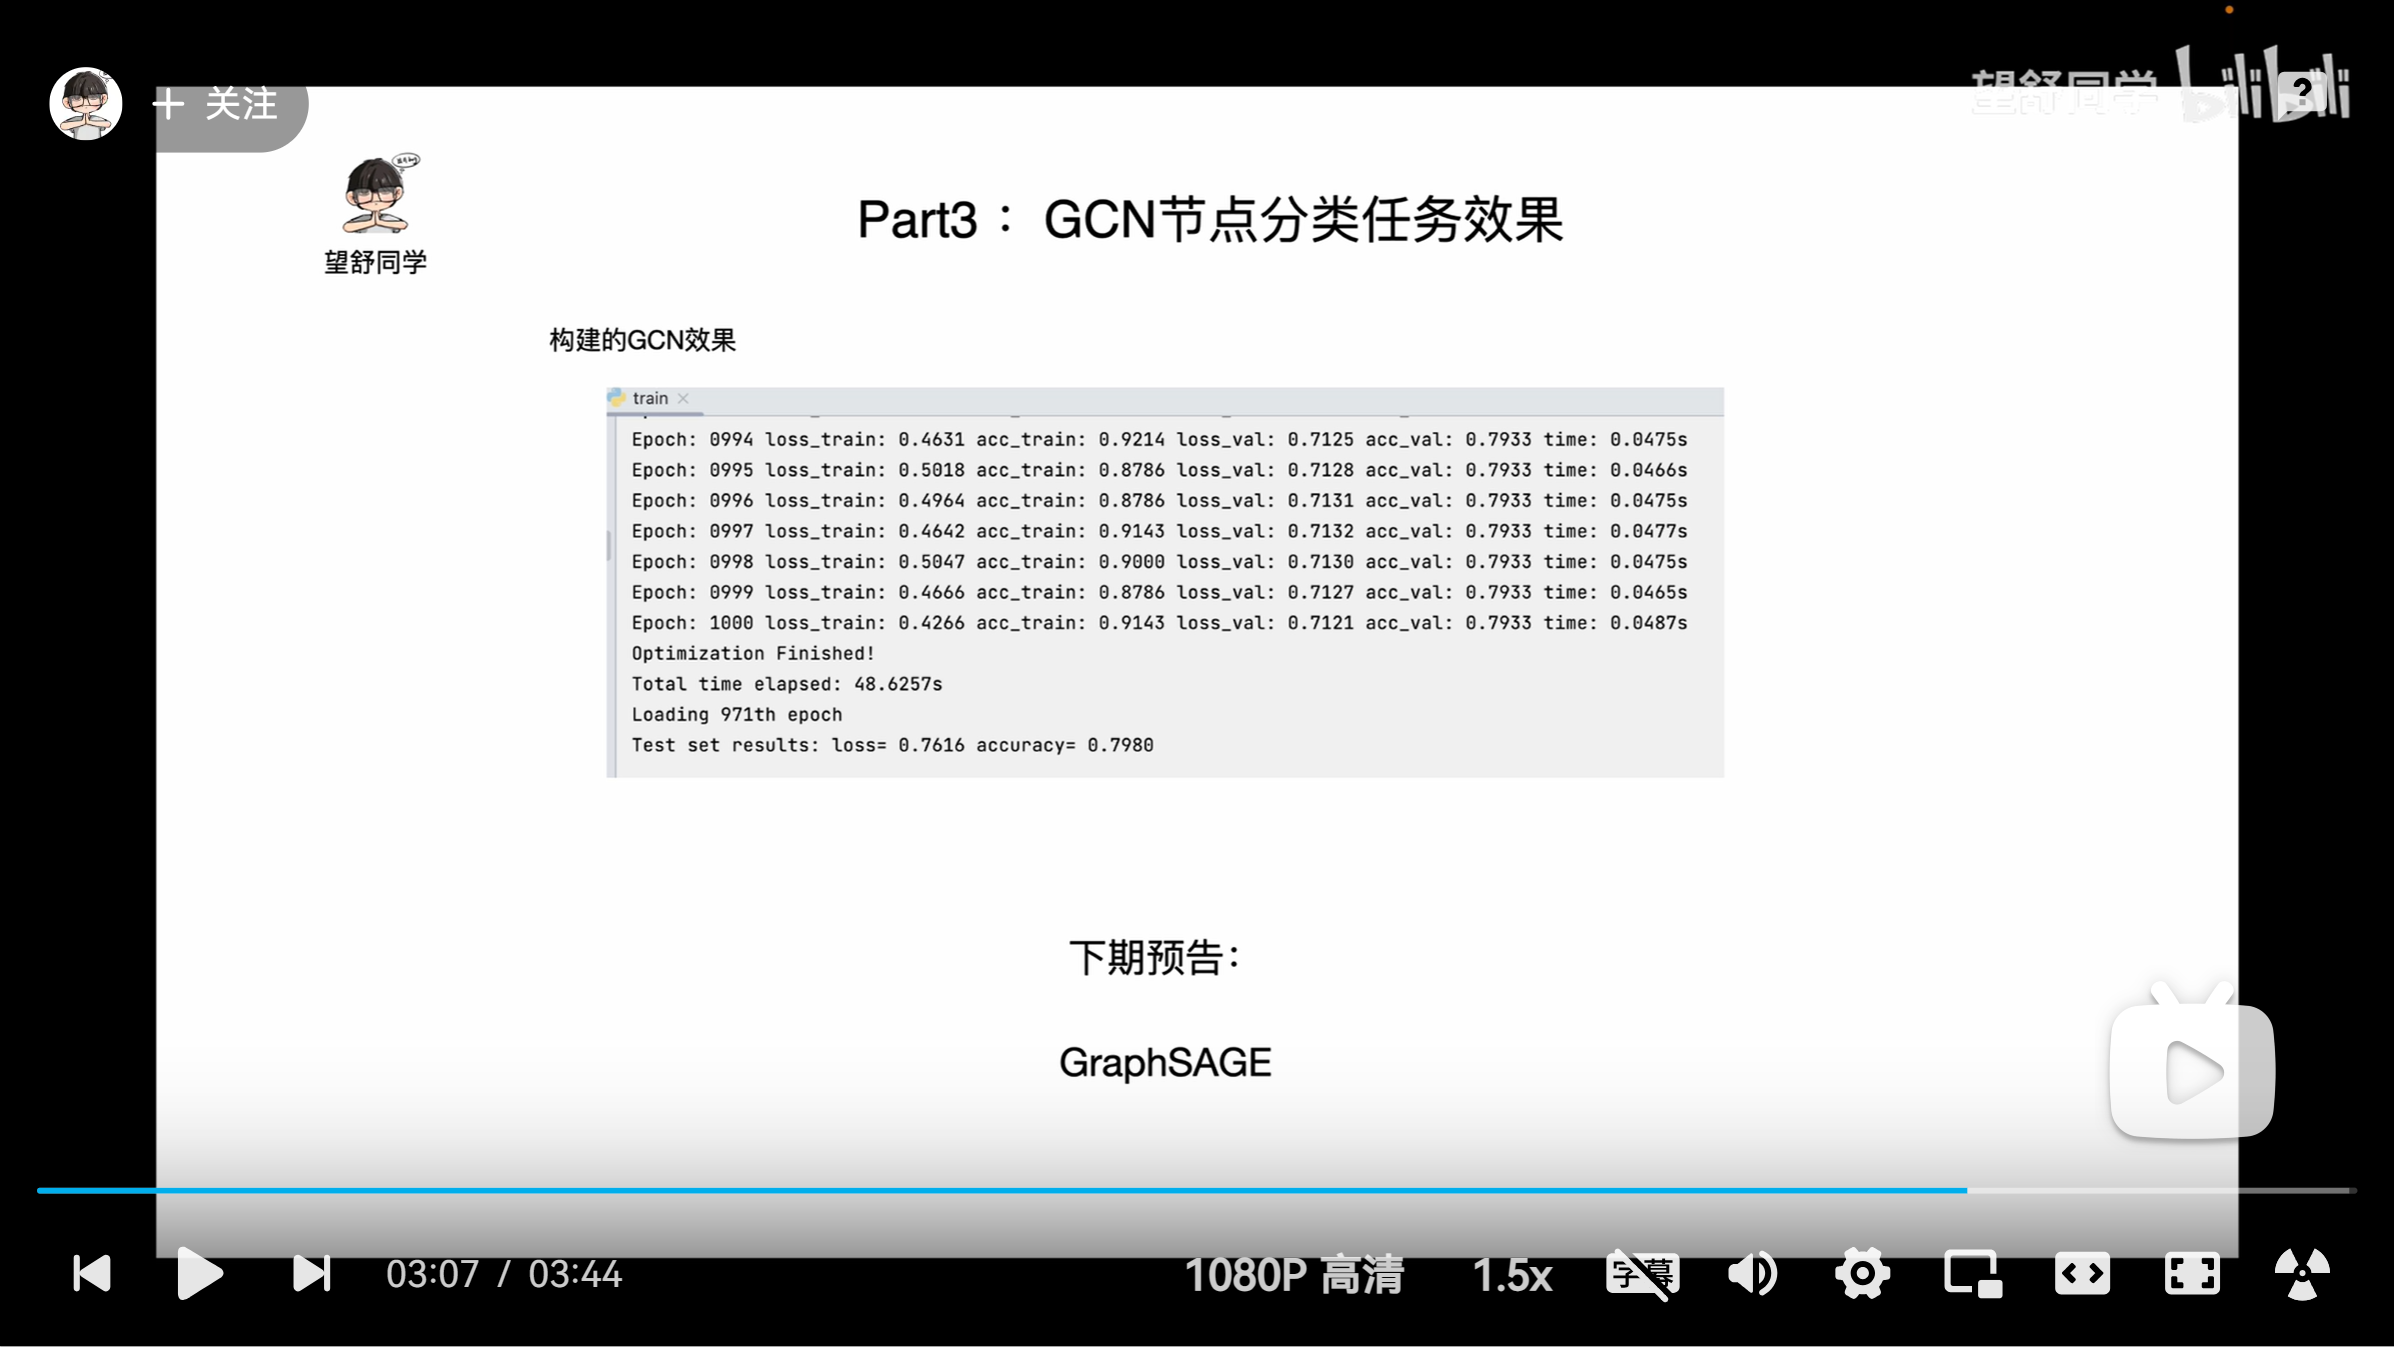 望舒同学 bilibili
+ 关注
?
望舒同学
Part3： GCN节点分类任务效果
构建的GCN效果
train
Epoch: 0994 loss_train: 0.4631 acc_train: 0.9214 loss_val: 0.7125 acc_val: 0.7933 time: 0.0475s
Epoch: 0995 loss_train: 0.5018 acc_train: 0.8786 loss_val: 0.7128 acc_val: 0.7933 time: 0.0466s
Epoch: 0996 loss_train: 0.4964 acc_train: 0.8786 loss_val: 0.7131 acc_val: 0.7933 time: 0.0475s
Epoch: 0997 loss_train: 0.4642 acc_train: 0.9143 loss_val: 0.7132 acc_val: 0.7933 time: 0.0477s
Epoch: 0998 loss_train: 0.5047 acc_train: 0.9000 loss_val: 0.7130 acc_val: 0.7933 time: 0.0475s
Epoch: 0999 loss_train: 0.4666 acc_train: 0.8786 loss_val: 0.7127 acc_val: 0.7933 time: 0.0465s
Epoch: 1000 loss_train: 0.4266 acc_train: 0.9143 loss_val: 0.7121 acc_val: 0.7933 time: 0.0487s
Optimization Finished!
Total time elapsed: 48.6257s
Loading 971th epoch
Test set results: loss= 0.7616 accuracy= 0.7980
下期预告：
GraphSAGE
03:07 / 03:44
1080P 高清
1.5x
字幕